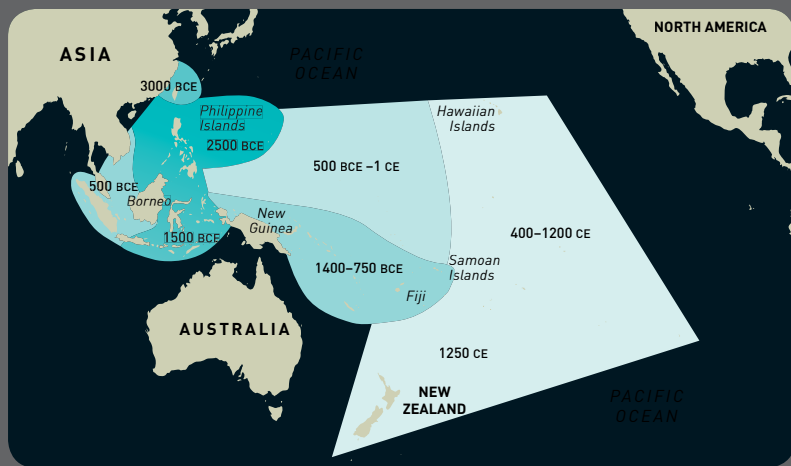 NORTH AMERICA
ASIA
PACIFIC
OCEAN
3000 BCE
Philippine
Islands
Hawaiian
Islands
2500 BCE
500 BCE –1 CE
500 BCE
Borneo
New
Guinea
1500 BCE
400–1200 CE
Samoan
Islands
1400–750 BCE
Fiji
AUSTRALIA
1250 CE
NEW
ZEALAND
PACIFIC
OCEAN